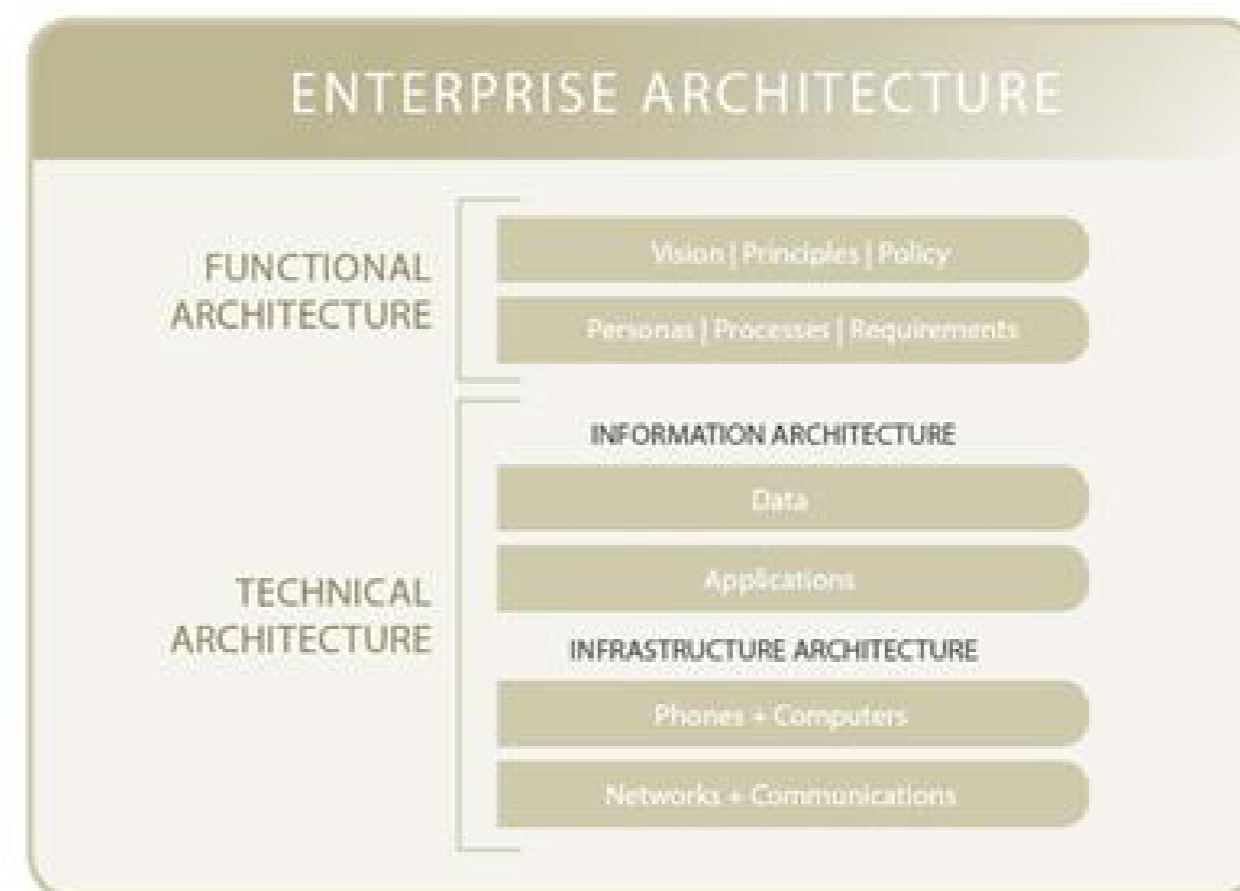 ENTERPRISE ARCHITECTURE
FUNCTIONAL
ARCHITECTURE
Vision | Principles | Policy
Personas | Processes | Requirements
TECHNICAL
ARCHITECTURE
INFORMATION ARCHITECTURE
Data
Applications
INFRASTRUCTURE ARCHITECTURE
Phones + Computers
Networks + Communications